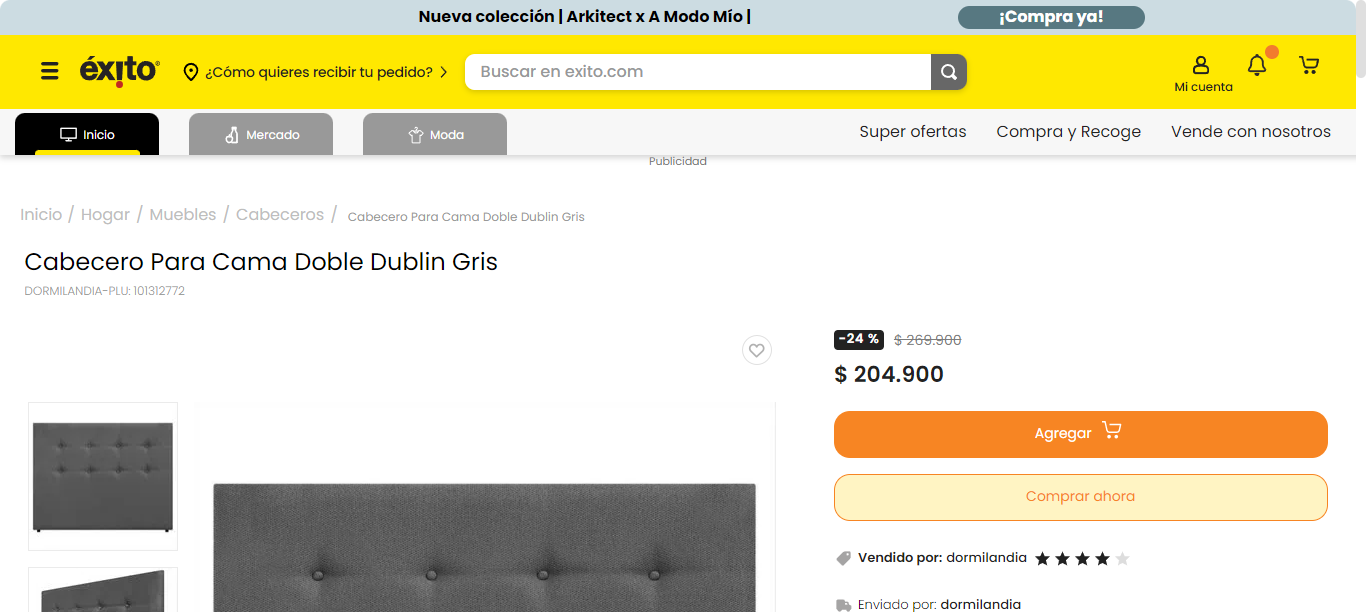 Nueva colección | Arkitect x A Modo Mío |
¡Compra ya!
éxito
¿Cómo quieres recibir tu pedido?
Buscar en exito.com
Mi cuenta
Inicio
Mercado
Moda
Super ofertas
Compra y Recoge
Vende con nosotros
Publicidad
Inicio / Hogar / Muebles / Cabeceros / Cabecero Para Cama Doble Dublin Gris
Cabecero Para Cama Doble Dublin Gris
DORMILANDIA-PLU: 101312772
-24 % $ 269.900
$ 204.900
Agregar
Comprar ahora
Vendido por: dormilandia
Enviado por: dormilandia